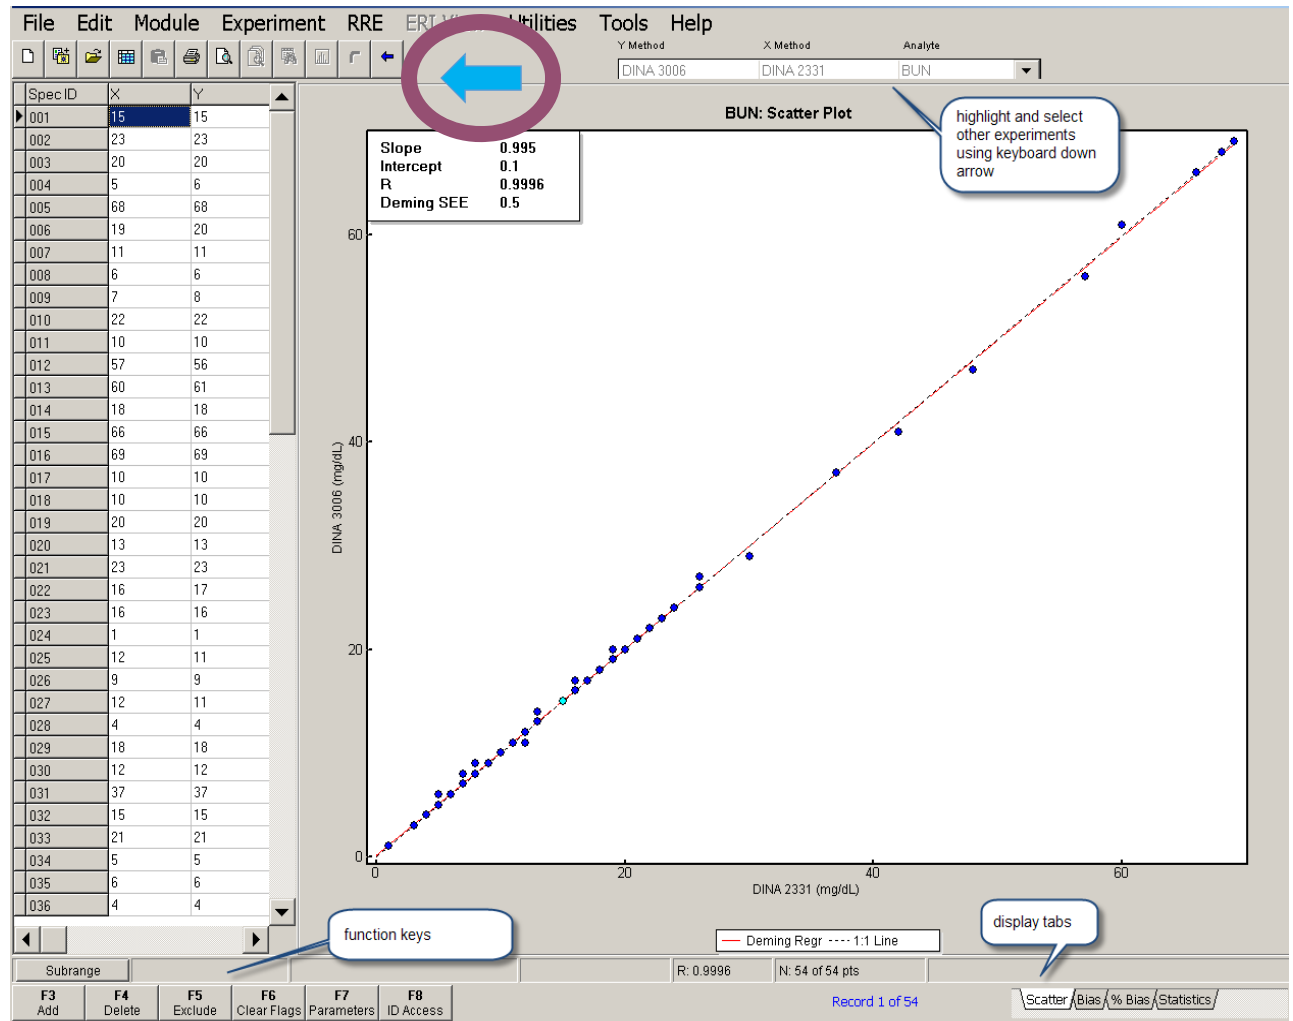 File Edit Module Experiment RRE Utilities Tools Help
Y Method X Method Analyte
DINA 3006 DINA 2331 BUN
highlight and select
other experiments
using keyboard down
arrow
Spec ID X Y
001 15 15
002 23 23
003 20 20
004 5 6
005 68 68
006 19 20
007 11 11
008 6 6
009 7 8
010 22 22
011 10 10
012 57 56
013 60 61
014 18 18
015 66 66
016 69 69
017 10 10
018 10 10
019 20 20
020 13 13
021 23 23
022 16 17
023 16 16
024 1 1
025 12 11
026 9 9
027 12 11
028 4 4
029 18 18
030 12 12
031 37 37
032 15 15
033 21 21
034 5 5
035 6 6
036 4 4
BUN: Scatter Plot
Slope 0.995
Intercept 0.1
R 0.9996
Deming SEE 0.5
60
40
20
0
DINA 3006 (mg/dL)
0 20 40 60
DINA 2331 (mg/dL)
Deming Regr 1:1 Line
function keys
display tabs
Subrange R: 0.9996 N: 54 of 54 pts
F3 F4 F5 F6 F7 F8
Add Delete Exclude Clear Flags Parameters ID Access
Record 1 of 54
Scatter Bias % Bias Statistics